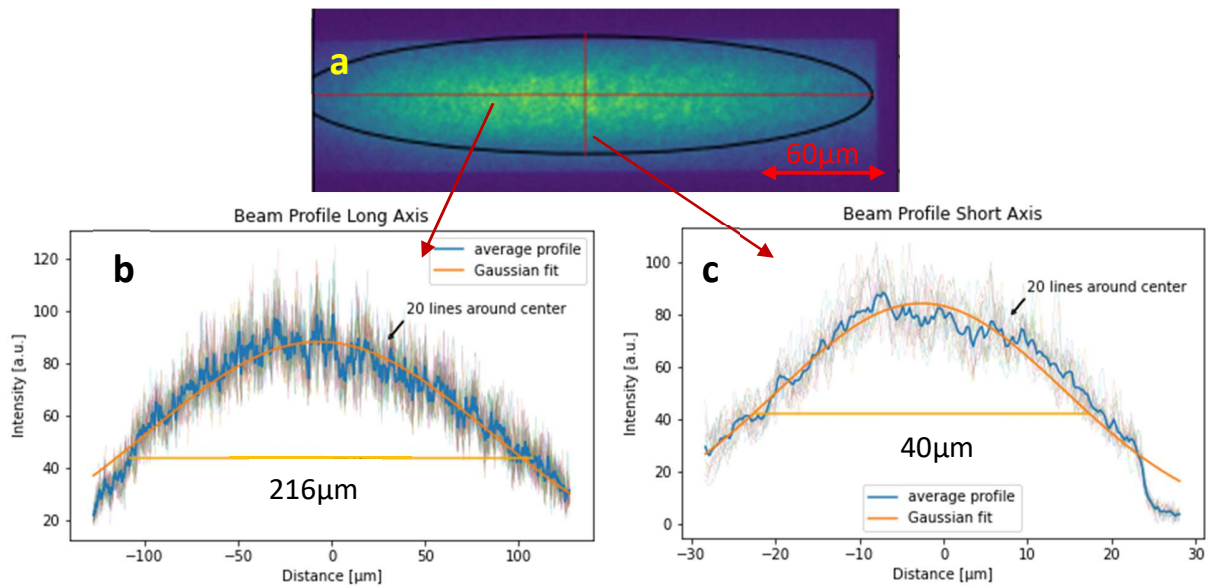 a
60μm
Beam Profile Long Axis
b
average profile
Gaussian fit
20 lines around center
216μm
Intensity [a.u.]
120
100
80
60
40
20
−100
−50
0
50
100
Distance [μm]
Beam Profile Short Axis
c
20 lines around center
40μm
average profile
Gaussian fit
Intensity [a.u.]
100
80
60
40
20
0
−30
−20
−10
0
10
20
30
Distance [μm]